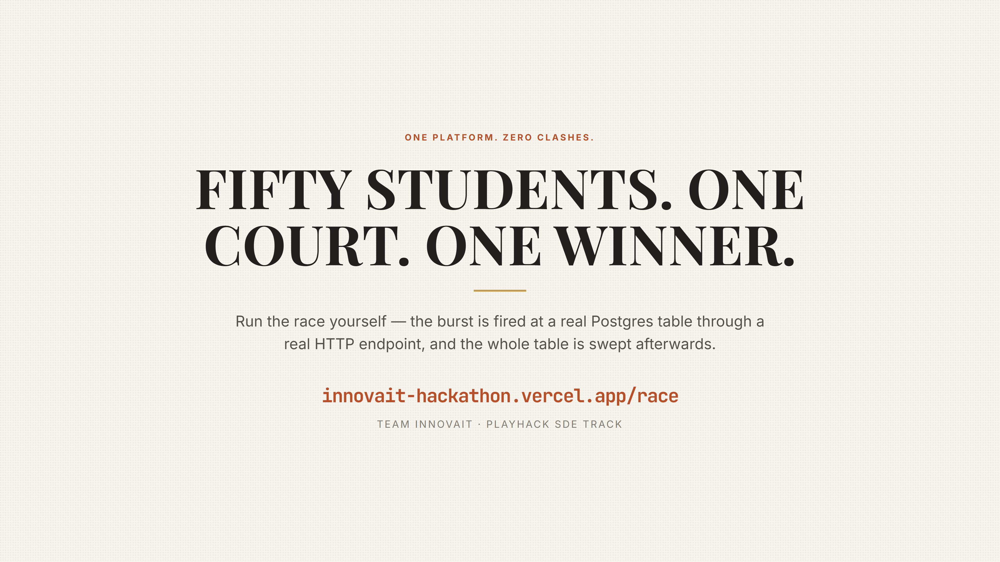 ONE PLATFORM. ZERO CLASHES.
FIFTY STUDENTS. ONE
COURT. ONE WINNER.
Run the race yourself — the burst is fired at a real Postgres table through a
real HTTP endpoint, and the whole table is swept afterwards.
innovait-hackathon.vercel.app/race
TEAM INNOVAIT · PLAYHACK SDE TRACK